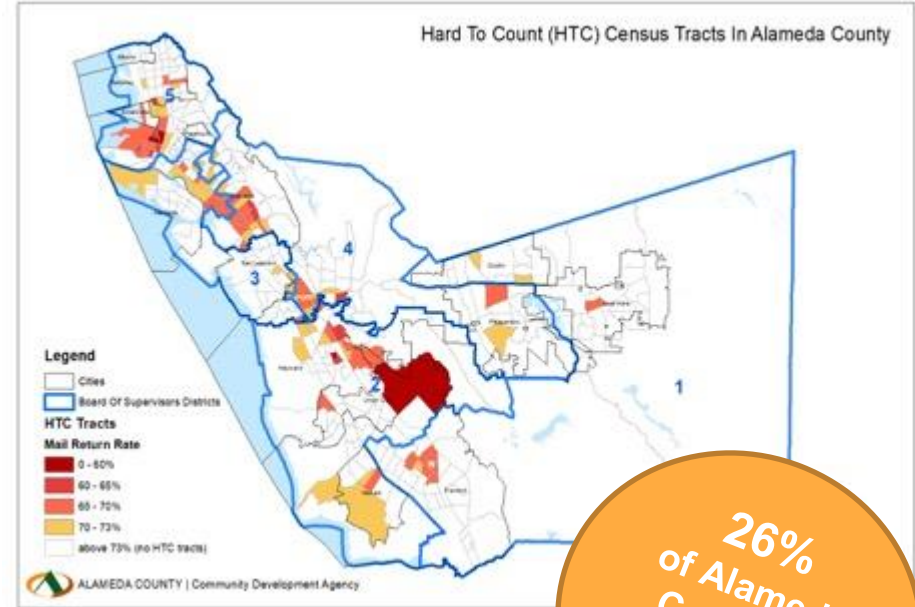 Hard To Count (HTC) Census Tracts In Alameda County
5
4
3
2
1
Dublin
Hayward
Legend
Cities
Board Of Supervisors Districts
HTC Tracts
Mail Return Rate
0 - 60%
60 - 65%
65 - 70%
70 - 73%
above 73% (no HTC tracts)
ALAMEDA COUNTY | Community Development Agency
26%